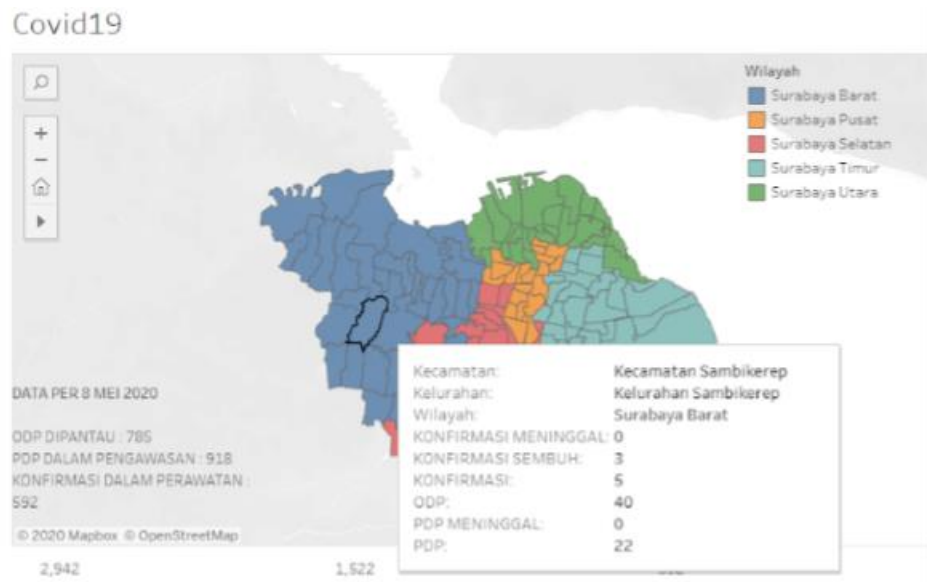 Covid19
Wilayah
Surabaya Barat
Surabaya Pusat
Surabaya Selatan
Surabaya Timur
Surabaya Utara
DATA PER 8 MEI 2020
ODP DIPANTAU : 785
PDP DALAM PENGAWASAN : 918
KONFIRMASI DALAM PERAWATAN :
592
Kecamatan: Kecamatan Sambikerep
Kelurahan: Kelurahan Sambikerep
Wilayah: Surabaya Barat
KONFIRMASI MENINGGAL: 0
KONFIRMASI SEMBUH: 3
KONFIRMASI: 5
ODP: 40
PDP MENINGGAL: 0
PDP: 22
© 2020 Mapbox © OpenStreetMap
2,942 1,522